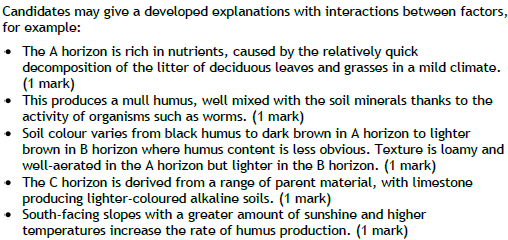 Candidates may give a developed explanations with interactions between factors,
for example:
• The A horizon is rich in nutrients, caused by the relatively quick
decomposition of the litter of deciduous leaves and grasses in a mild climate.
(1 mark)
• This produces a mull humus, well mixed with the soil minerals thanks to the
activity of organisms such as worms. (1 mark)
• Soil colour varies from black humus to dark brown in A horizon to lighter
brown in B horizon where humus content is less obvious. Texture is loamy and
well-aerated in the A horizon but lighter in the B horizon. (1 mark)
• The C horizon is derived from a range of parent material, with limestone
producing lighter-coloured alkaline soils. (1 mark)
• South-facing slopes with a greater amount of sunshine and higher
temperatures increase the rate of humus production. (1 mark)